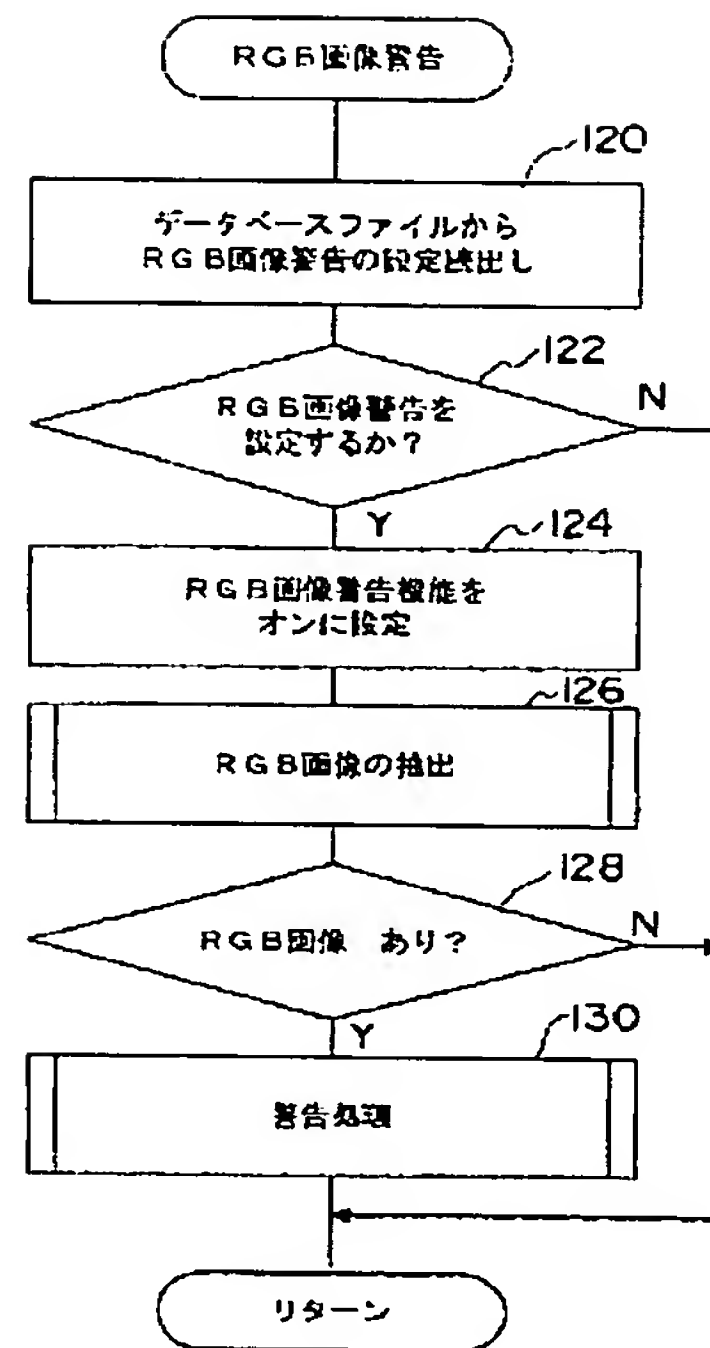 RGB画像警告
120
データベースファイルから
RGB画像警告の設定読出し
122
RGB画像警告を
設定するか?
N
Y
124
RGB画像警告機能を
オンに設定
126
RGB画像の抽出
128
RGB画像 あり?
N
Y
130
警告処理
リターン